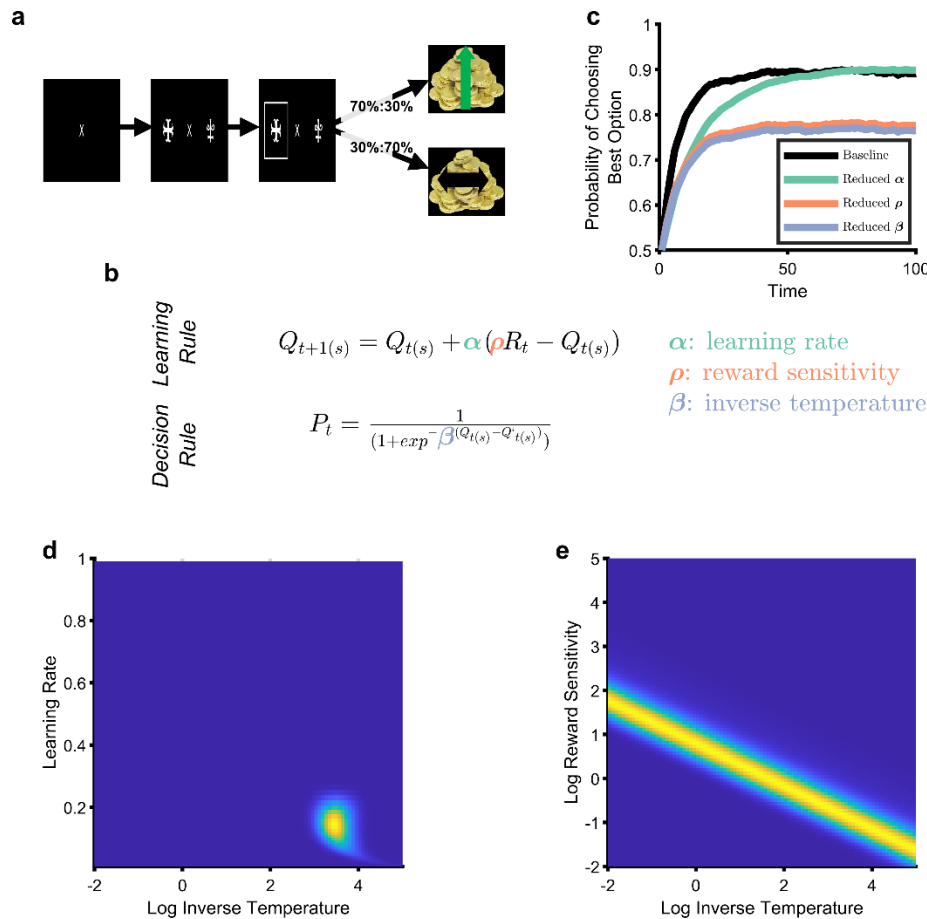 a
70%:30%
30%:70%
c
Probability of Choosing
Best Option
1
0.9
0.8
0.7
0.6
0.5
0
50
100
Time
Baseline
Reduced α
Reduced ρ
Reduced β
b
Learning
Rule
Q_{t+1(s)} = Q_{t(s)} + α(ρR_t − Q_{t(s)})
Decision
Rule
P_t = 1/(1+exp^{−β(Q_{t(s)}−Q‘_{t(s)})})
α: learning rate
ρ: reward sensitivity
β: inverse temperature
d
Learning Rate
1
0.8
0.6
0.4
0.2
-2
0
2
4
Log Inverse Temperature
e
Log Reward Sensitivity
5
4
3
2
1
0
-1
-2
-2
0
2
4
Log Inverse Temperature